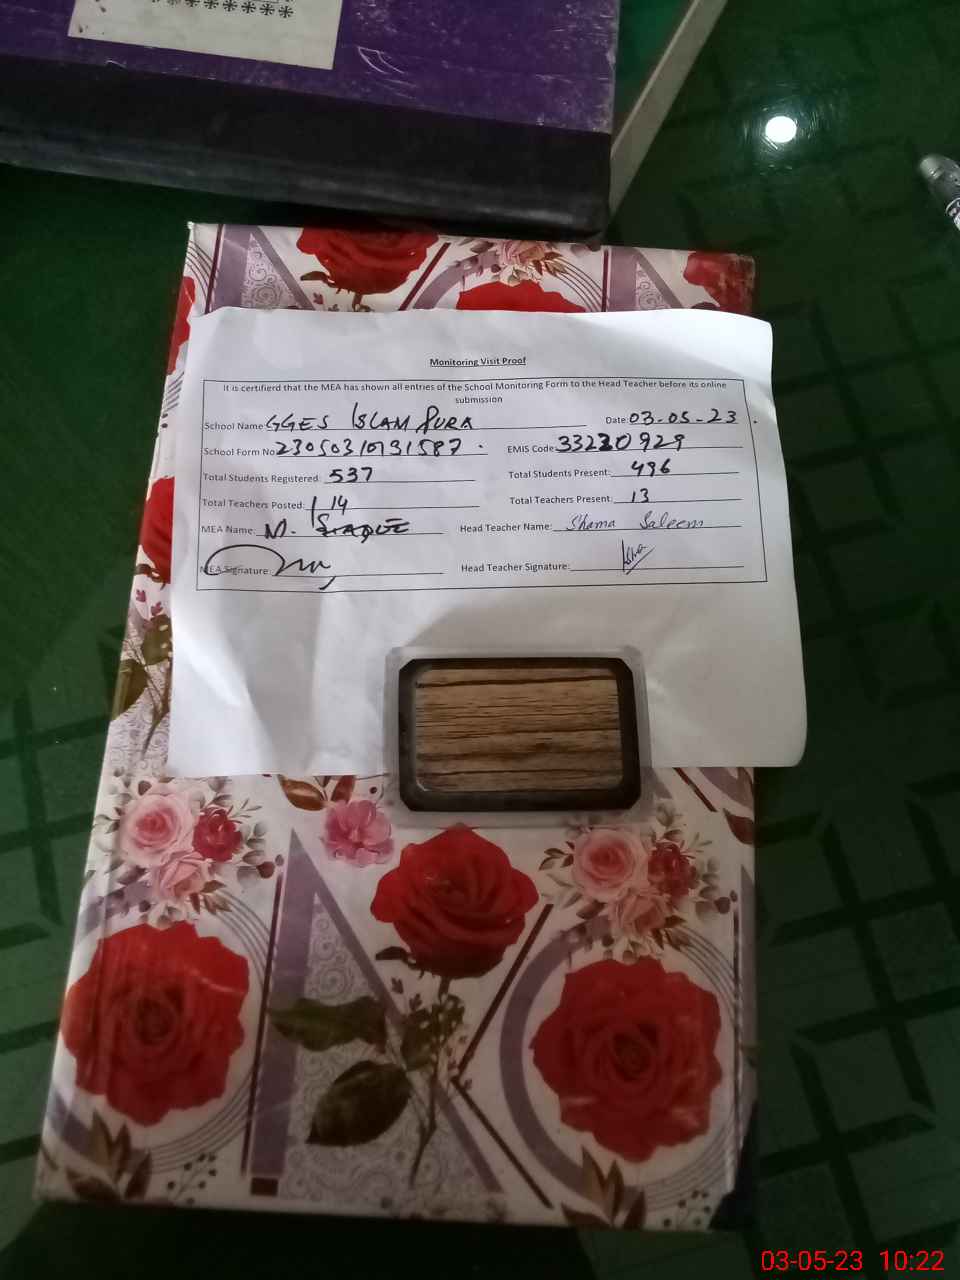 ********
Monitoring Visit Proof
It is certifierd that the MEA has shown all entries of the School Monitoring Form to the Head Teacher before its online
submission
School Name: GGES ISLAM PURA Date: 03-05-23.
School Form No: EMIS Code: 33230929
Total Students Registered: 537 Total Students Present: 496
Total Teachers Posted: 14 Total Teachers Present: 13
MEA Name: M. Head Teacher Name: Shama Saleem
MEA Signature: Head Teacher Signature:
03-05-23 10:22